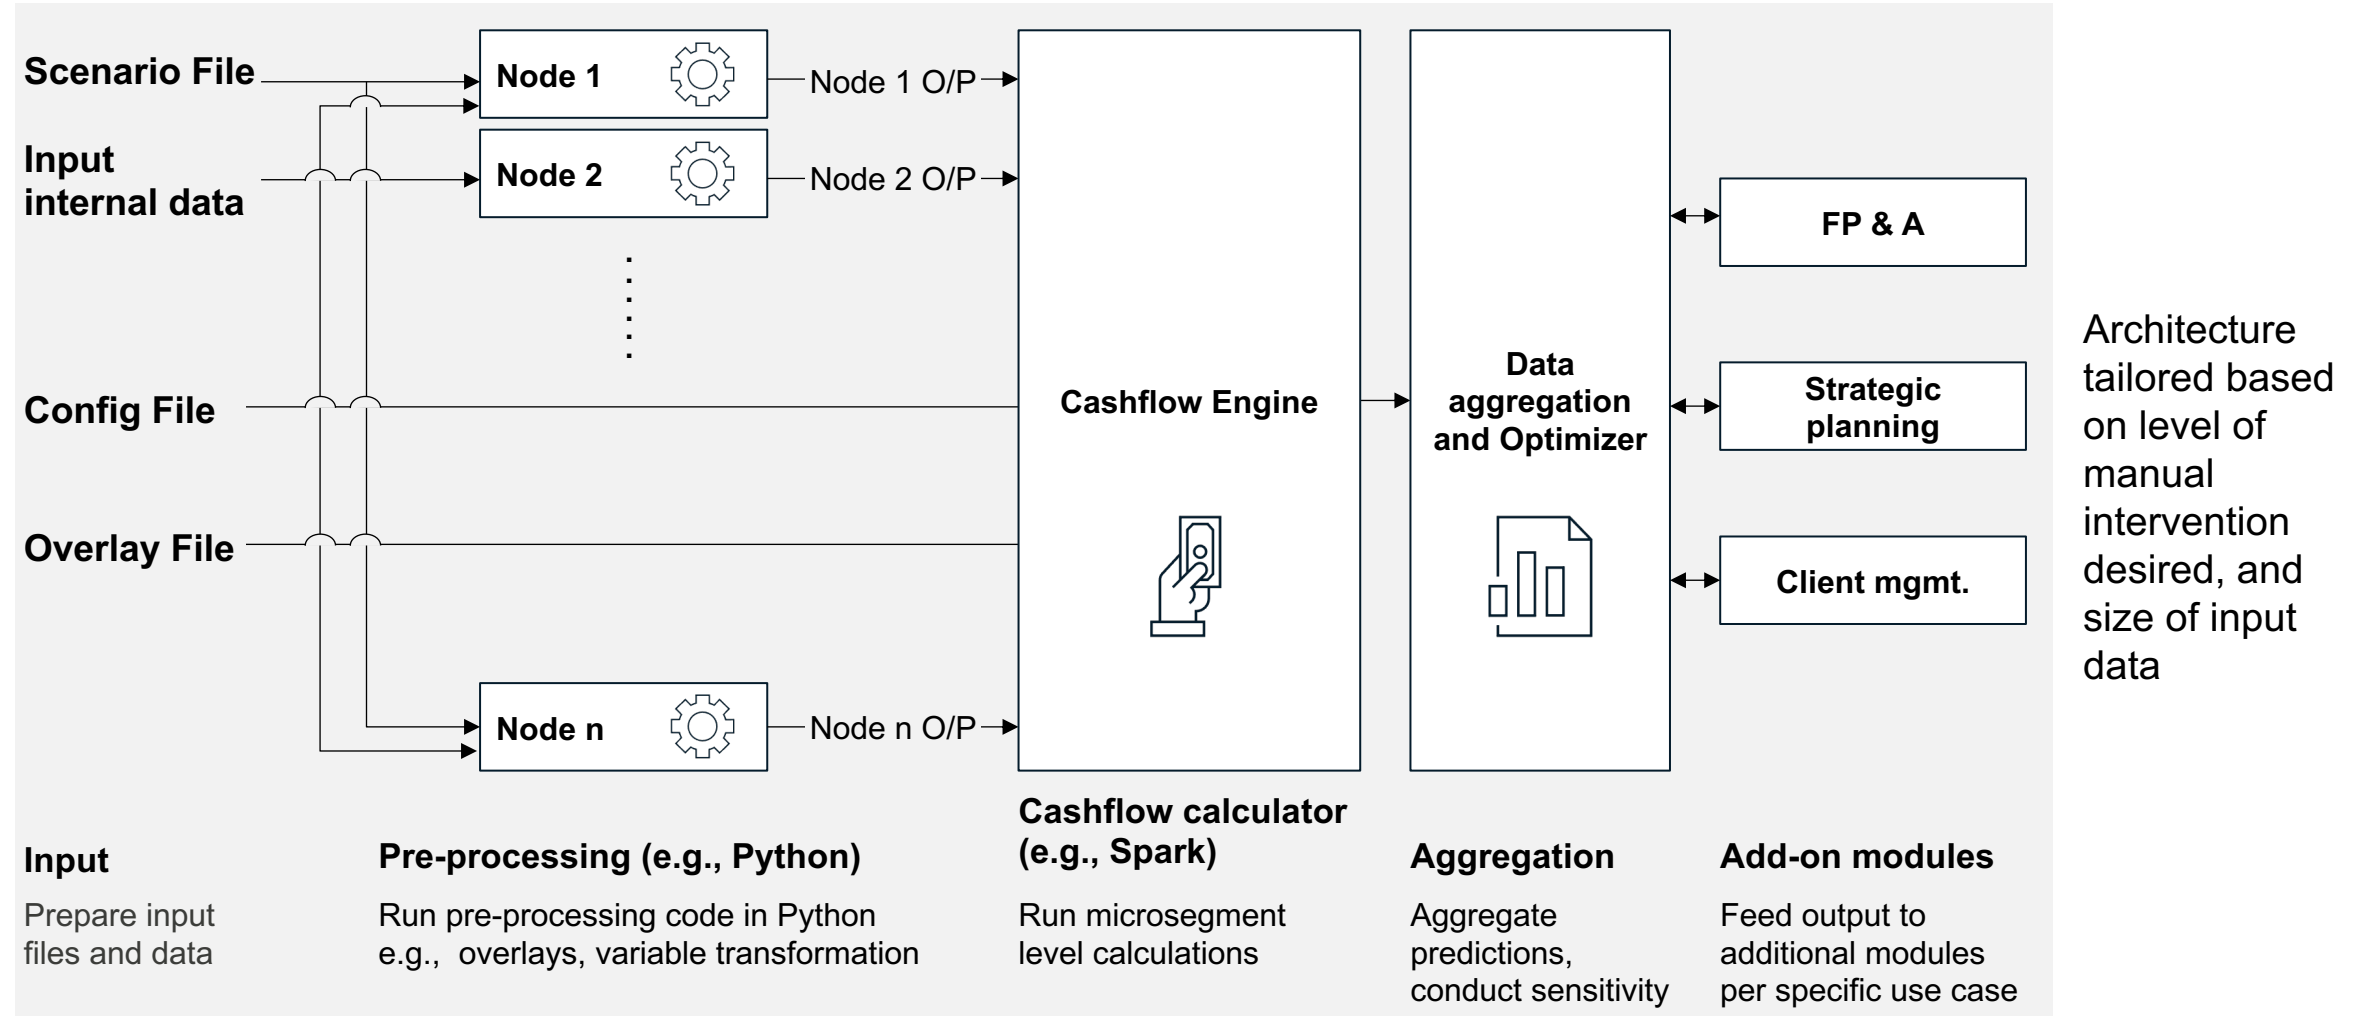 Scenario File
Node 1
Node 1 O/P
Input
internal data
Node 2
Node 2 O/P
Config File
Overlay File
Node n
Node n O/P
Cashflow Engine
Data
aggregation
and Optimizer
FP & A
Strategic
planning
Client mgmt.
Architecture
tailored based
on level of
manual
intervention
desired, and
size of input
data
Input
Prepare input
files and data
Pre-processing (e.g., Python)
Run pre-processing code in Python
e.g.,  overlays, variable transformation
Cashflow calculator
(e.g., Spark)
Run microsegment
level calculations
Aggregation
Aggregate
predictions,
conduct sensitivity
Add-on modules
Feed output to
additional modules
per specific use case